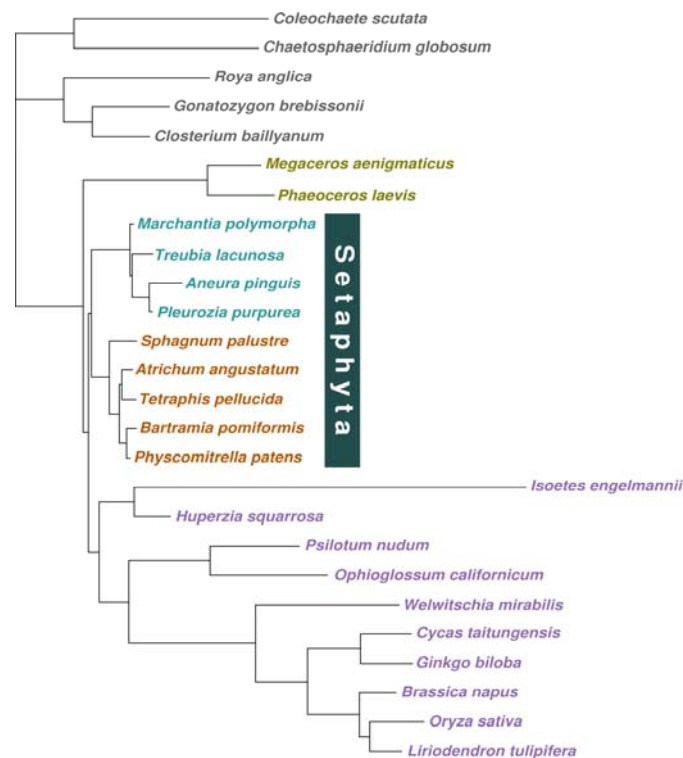 Coleochaete scutata
Chaetosphaeridium globosum
Roya anglica
Gonatozygon brebissonii
Closterium baillyanum
Megaceros aenigmaticus
Phaeoceros laevis
Marchantia polymorpha
Treubia lacunosa
Aneura pinguis
Pleurozia purpurea
Setaphyta
Sphagnum palustre
Atrichum angustatum
Tetraphis pellucida
Bartramia pomiformis
Physcomitrella patens
Isoetes engelmannii
Huperzia squarrosa
Psilotum nudum
Ophioglossum californicum
Welwitschia mirabilis
Cycas taitungensis
Ginkgo biloba
Brassica napus
Oryza sativa
Liriodendron tulipifera